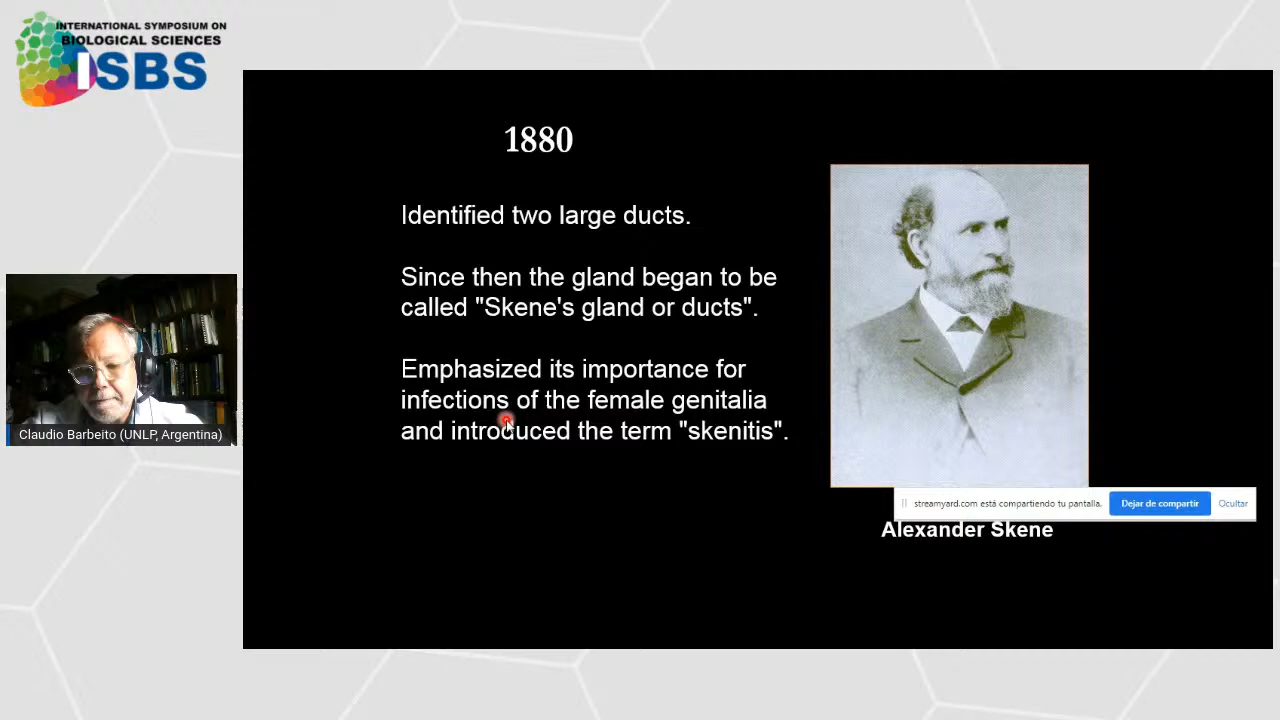 INTERNATIONAL SYMPOSIUM ON
BIOLOGICAL SCIENCES
ISBS
1880
Identified two large ducts.
Since then the gland began to be
called "Skene's gland or ducts".
Emphasized its importance for
infections of the female genitalia
and introduced the term "skenitis".
Claudio Barbeito (UNLP, Argentina)
streamyard.com está compartiendo tu pantalla.
Dejar de compartir
Ocultar
Alexander Skene